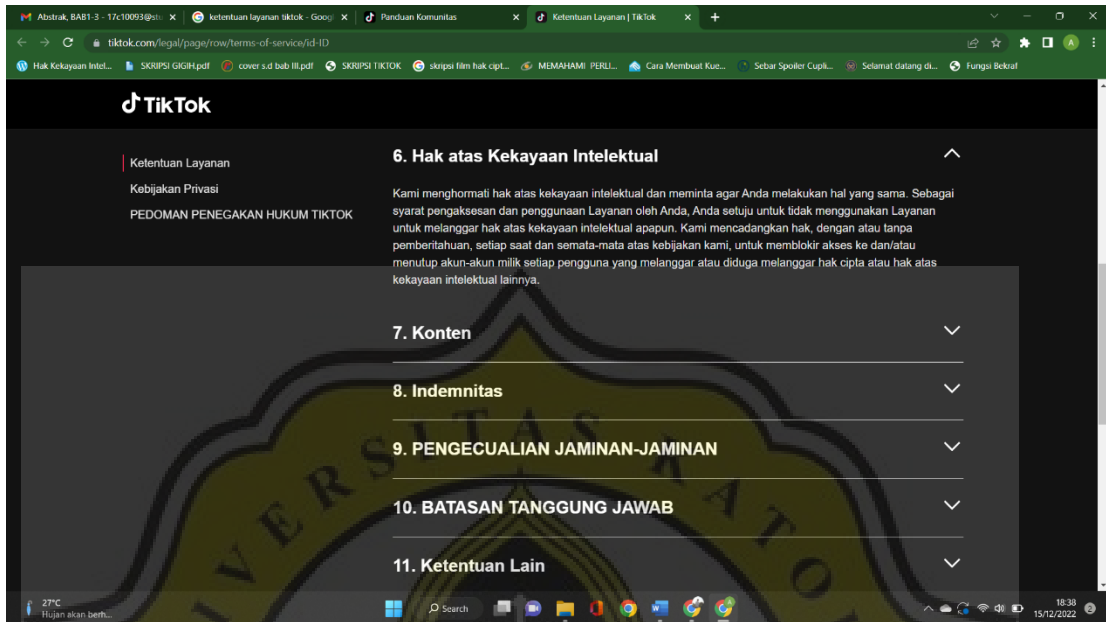 Abstrak, BAB1-3 - 17c10093@stu
ketentuan layanan tiktok - Googl
Panduan Komunitas
Ketentuan Layanan | TikTok
tiktok.com/legal/page/row/terms-of-service/id-ID
Hak Kekayaan Intel...
SKRIPSI GIGIH.pdf
cover s.d bab III.pdf
SKRIPSI TIKTOK
skripsi film hak cipt...
MEMAHAMI PERLI...
Cara Membuat Kue...
Sebar Spoiler Cupli...
Selamat datang di...
Fungsi Bekraf
TikTok
Ketentuan Layanan
Kebijakan Privasi
PEDOMAN PENEGAKAN HUKUM TIKTOK
6. Hak atas Kekayaan Intelektual
Kami menghormati hak atas kekayaan intelektual dan meminta agar Anda melakukan hal yang sama. Sebagai
syarat pengaksesan dan penggunaan Layanan oleh Anda, Anda setuju untuk tidak menggunakan Layanan
untuk melanggar hak atas kekayaan intelektual apapun. Kami mencadangkan hak, dengan atau tanpa
pemberitahuan, setiap saat dan semata-mata atas kebijakan kami, untuk memblokir akses ke dan/atau
menutup akun-akun milik setiap pengguna yang melanggar atau diduga melanggar hak cipta atau hak atas
kekayaan intelektual lainnya.
7. Konten
8. Indemnitas
9. PENGECUALIAN JAMINAN-JAMINAN
10. BATASAN TANGGUNG JAWAB
11. Ketentuan Lain
27°C
Hujan akan berh...
Search
18:38
15/12/2022
2